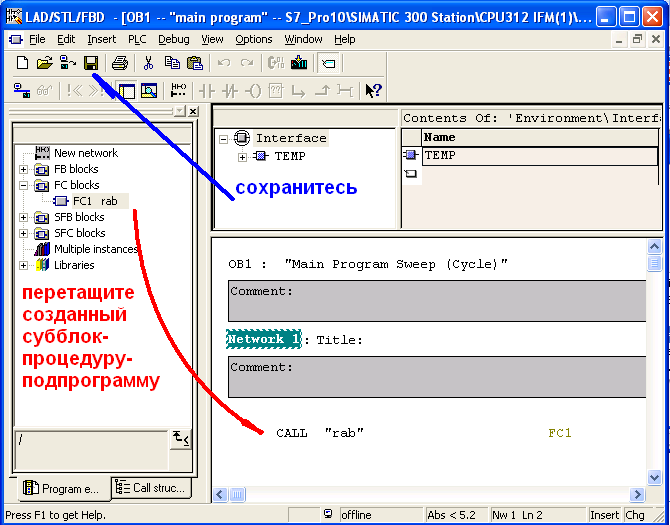 LAD/STL/FBD - [OB1 -- "main program" -- S7_Pro10\SIMATIC 300 Station\CPU312 IFM(1)\...
File Edit Insert PLC Debug View Options Window Help
New network
FB blocks
FC blocks
FC1 rab
SFB blocks
SFC blocks
Multiple instances
Libraries
перетащите
созданный
субблок-
процедуру-
подпрограмму
/
Program e...
Call struc...
Interface
TEMP
сохранитесь
Contents Of: 'Environment\Interf
Name
TEMP
OB1 : "Main Program Sweep (Cycle)"
Comment:
Network 1: Title:
Comment:
CALL "rab" FC1
Press F1 to get Help.
offline
Abs < 5.2
Nw 1 Ln 2
Insert
Chg